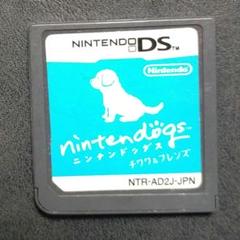 NINTENDO DS™
Nintendo
nintendogs
ニンテンドッグス
チワワ&フレンズ
NTR-AD2J-JPN